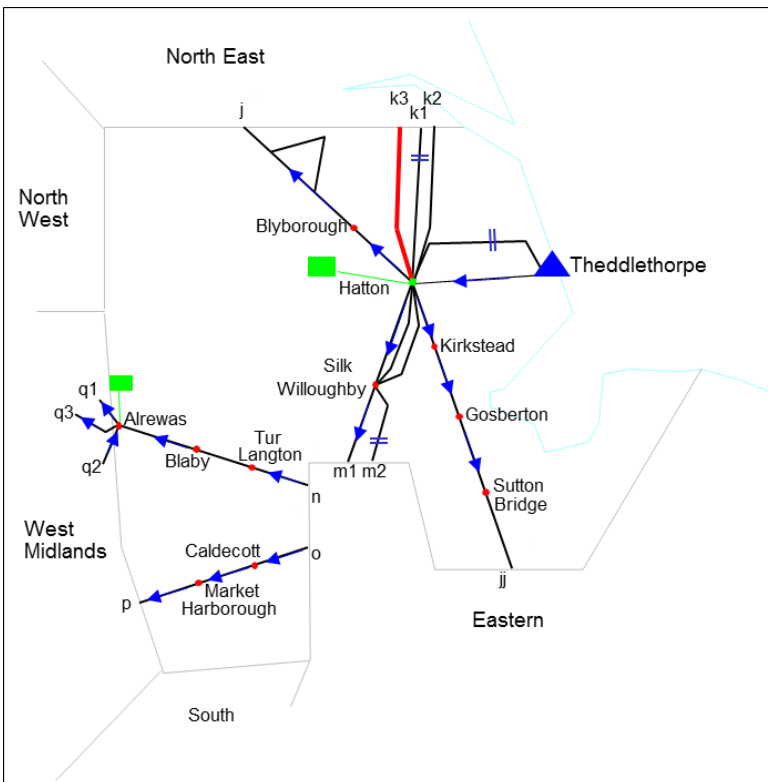 North East
k3
k2
k1
j
North
West
Blyborough
Theddlethorpe
Hatton
Kirkstead
Silk
Willoughby
q1
q3
Alrewas
Gosberton
Tur
Langton
Blaby
q2
m1
m2
Sutton
Bridge
n
West
Midlands
Caldecott
o
Market
Harborough
p
jj
Eastern
South